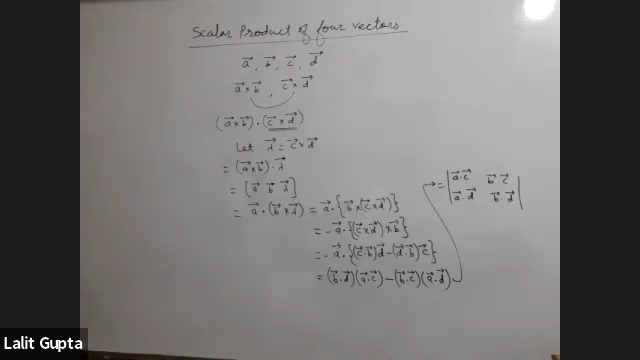 Scalar Product of four vectors
a⃗, b⃗, c⃗, d⃗
a⃗×b⃗, c⃗×d⃗
(a⃗×b⃗)·(c⃗×d⃗)
Let λ⃗ = c⃗×d⃗
= (a⃗×b⃗)·λ⃗
= [a⃗ b⃗ λ⃗]
= a⃗·(b⃗×λ⃗) = a⃗·{b⃗×(c⃗×d⃗)}
= -a⃗·{(c⃗×d⃗)×b⃗}
= -a⃗·{(c⃗·b⃗)d⃗-(d⃗·b⃗)c⃗}
= (b⃗·d⃗)(a⃗·c⃗)-(b⃗·c⃗)(a⃗·d⃗)
= |a⃗·c⃗ b⃗·c⃗|
|a⃗·d⃗ b⃗·d⃗|
Lalit Gupta